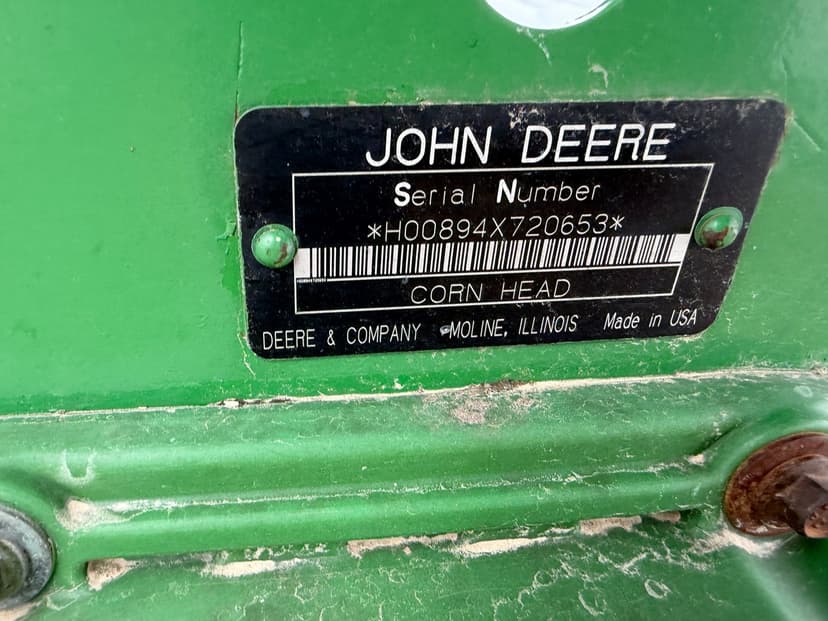 JOHN DEERE
Serial Number
*H00894X720653*
CORN HEAD
DEERE & COMPANY MOLINE, ILLINOIS Made in USA